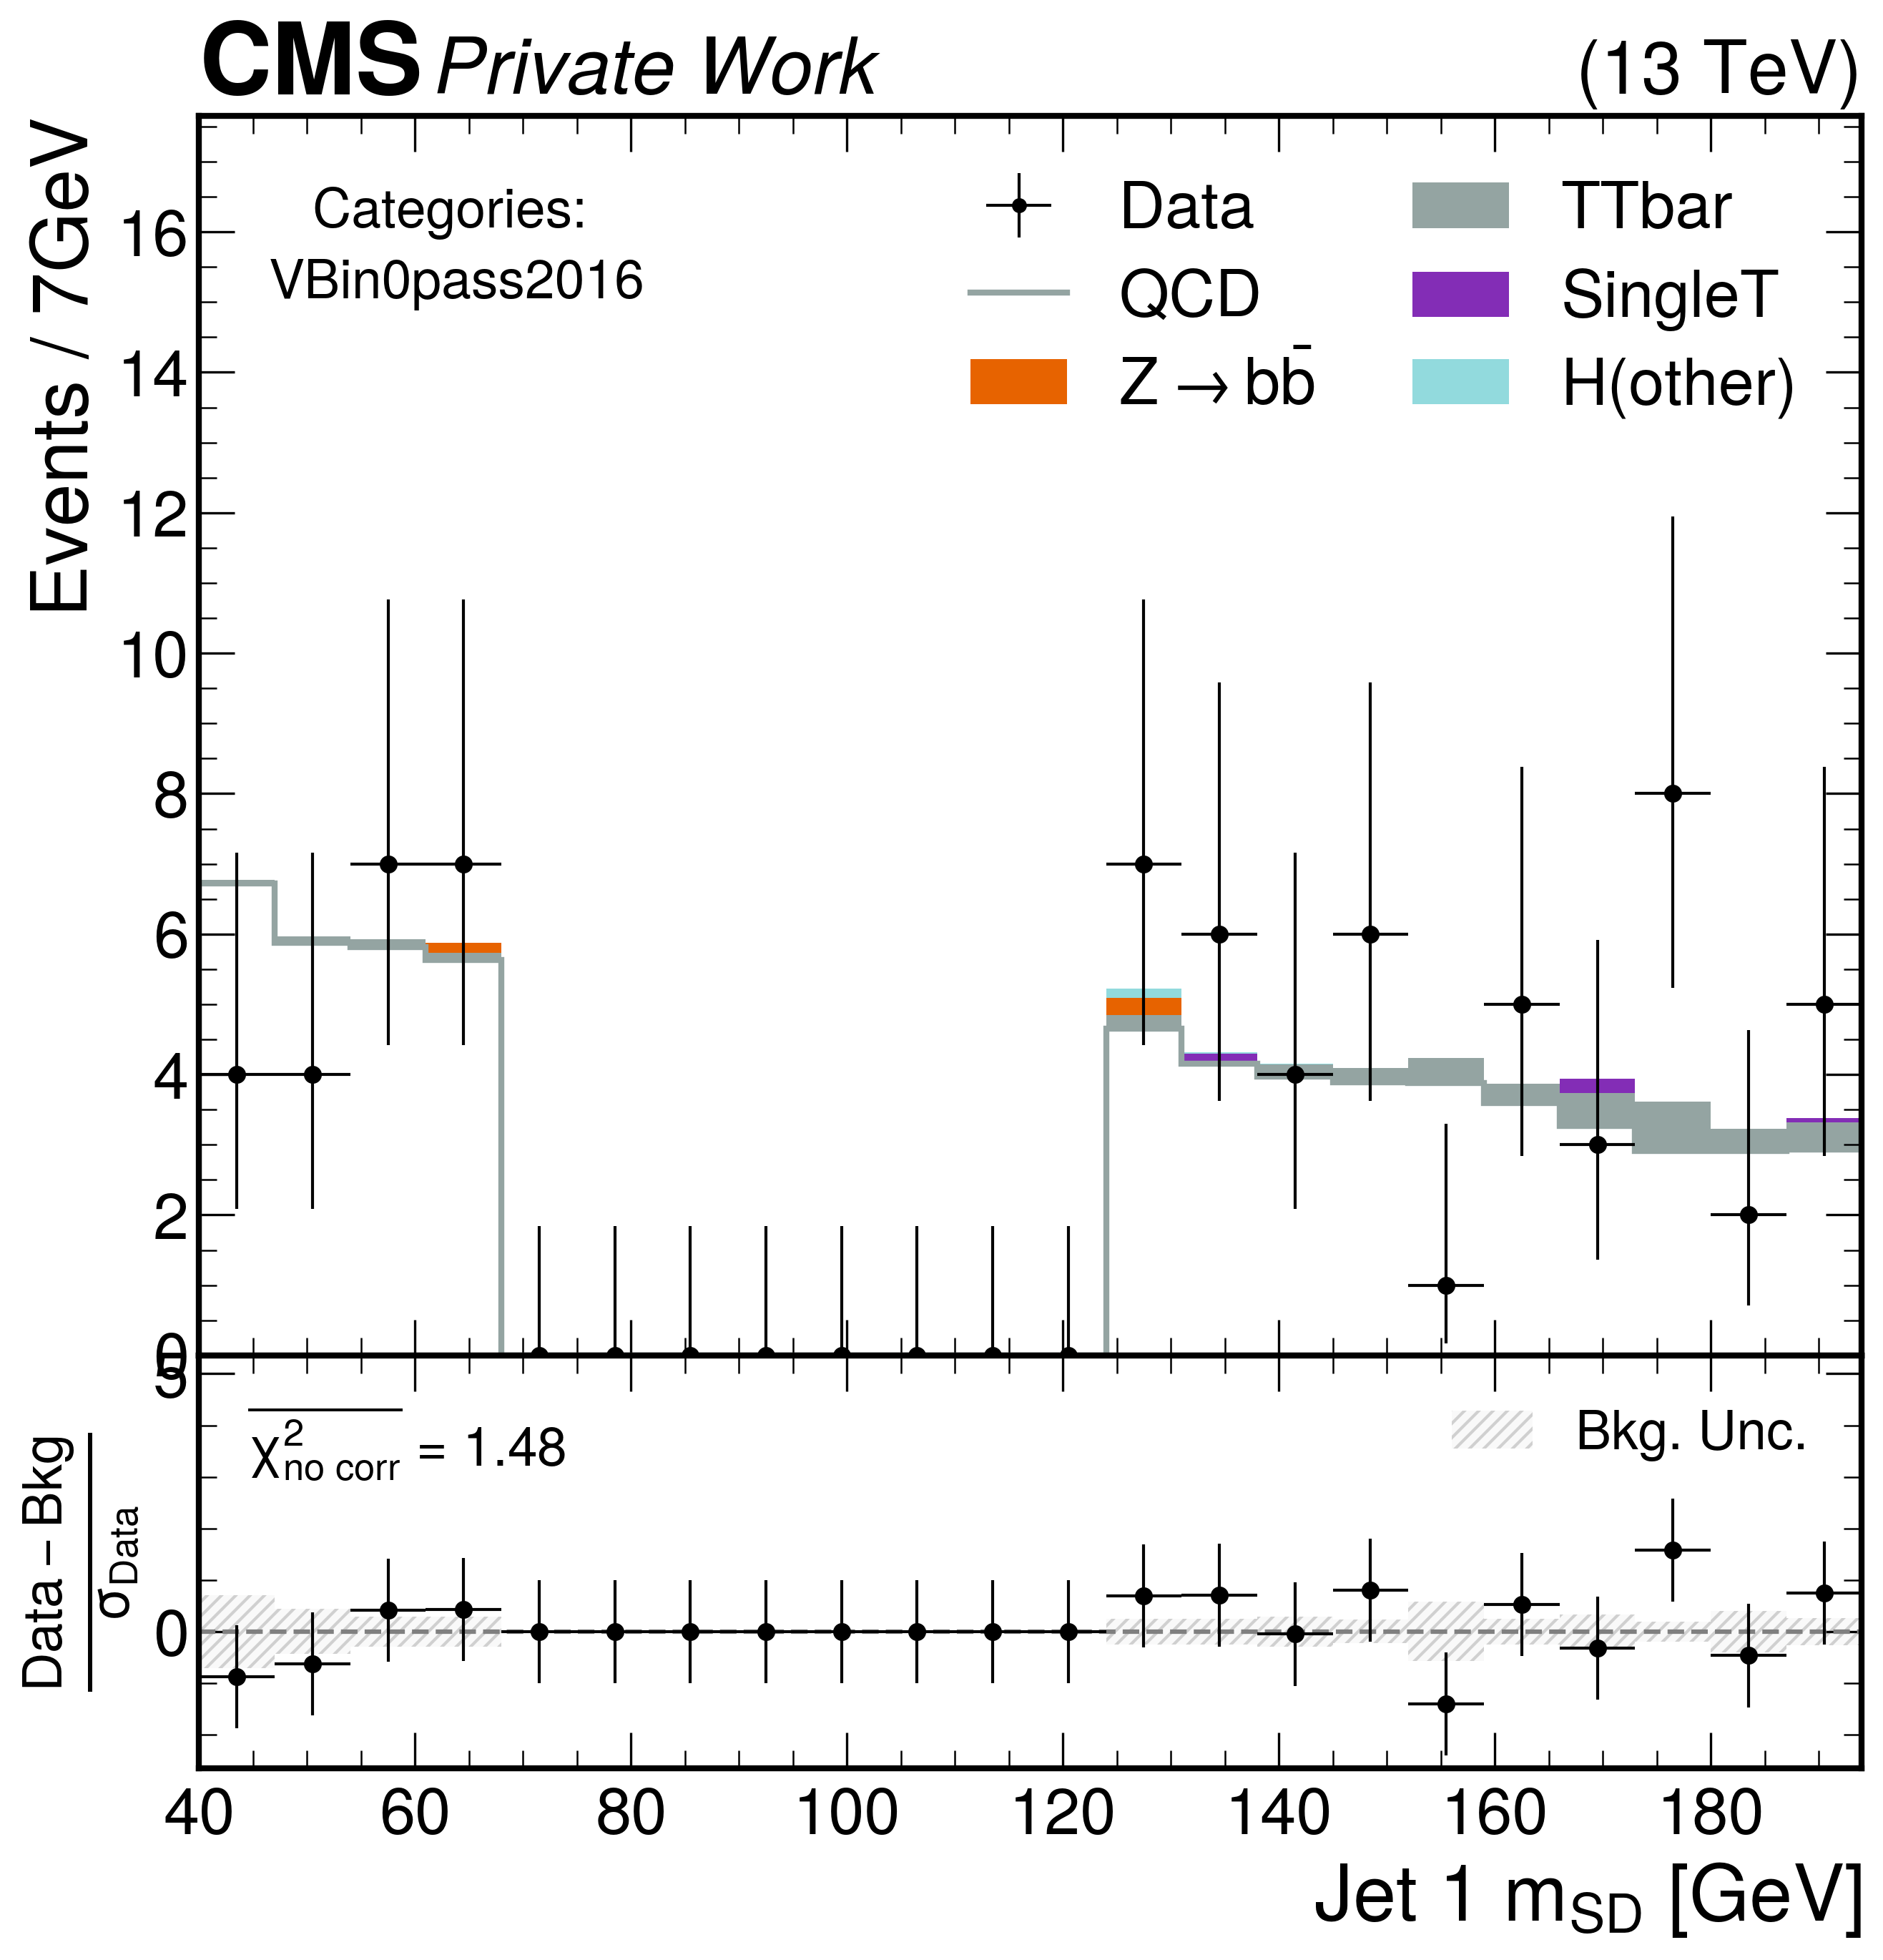 CMS Private Work (13 TeV)
Events / 7GeV
Categories:
VBin0pass2016
Data
QCD
Z → bb̄
TTbar
SingleT
H(other)
16
14
12
10
8
6
4
2
0
5
0
Data − Bkg
σData
χ²no corr = 1.48
Bkg. Unc.
40 60 80 100 120 140 160 180
Jet 1 mSD [GeV]